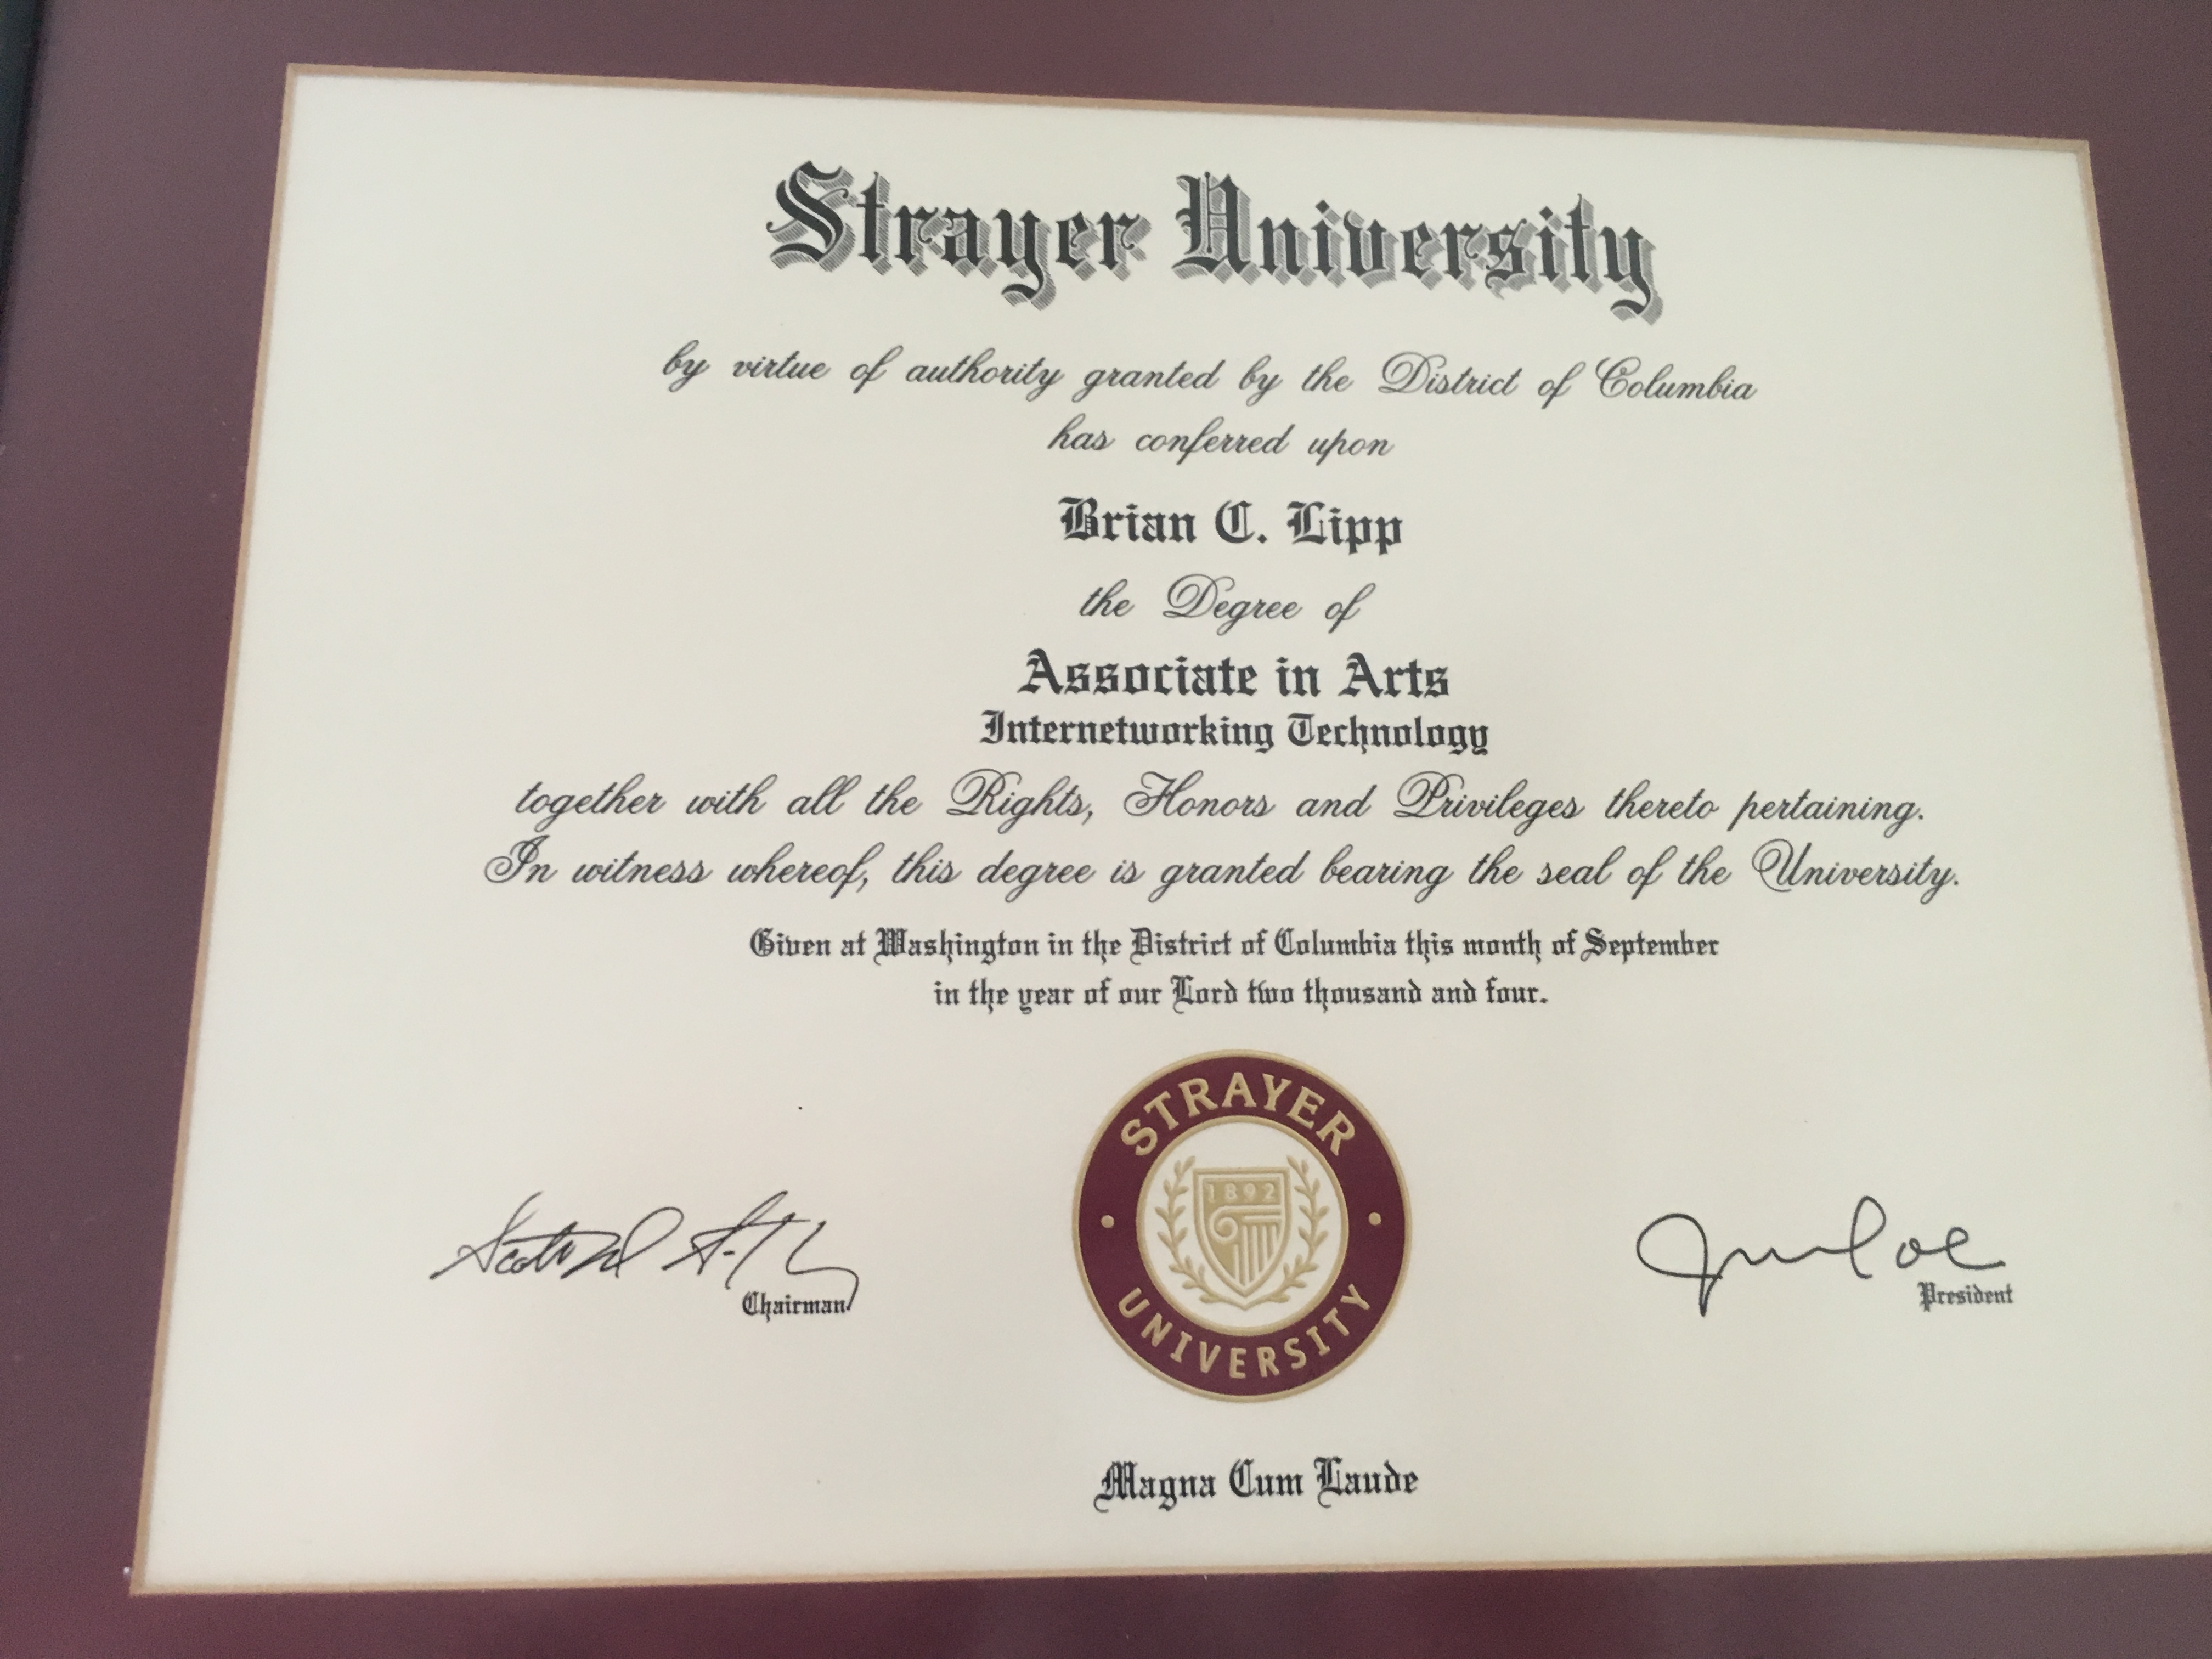 Strayer University
by virtue of authority granted by the District of Columbia
has conferred upon
Brian C. Lipp
the Degree of
Associate in Arts
Internetworking Technology
together with all the Rights, Honors and Privileges thereto pertaining.
In witness whereof, this degree is granted bearing the seal of the University.
Given at Washington in the District of Columbia this month of September
in the year of our Lord two thousand and four.
STRAYER
1892
UNIVERSITY
Chairman
President
Magna Cum Laude